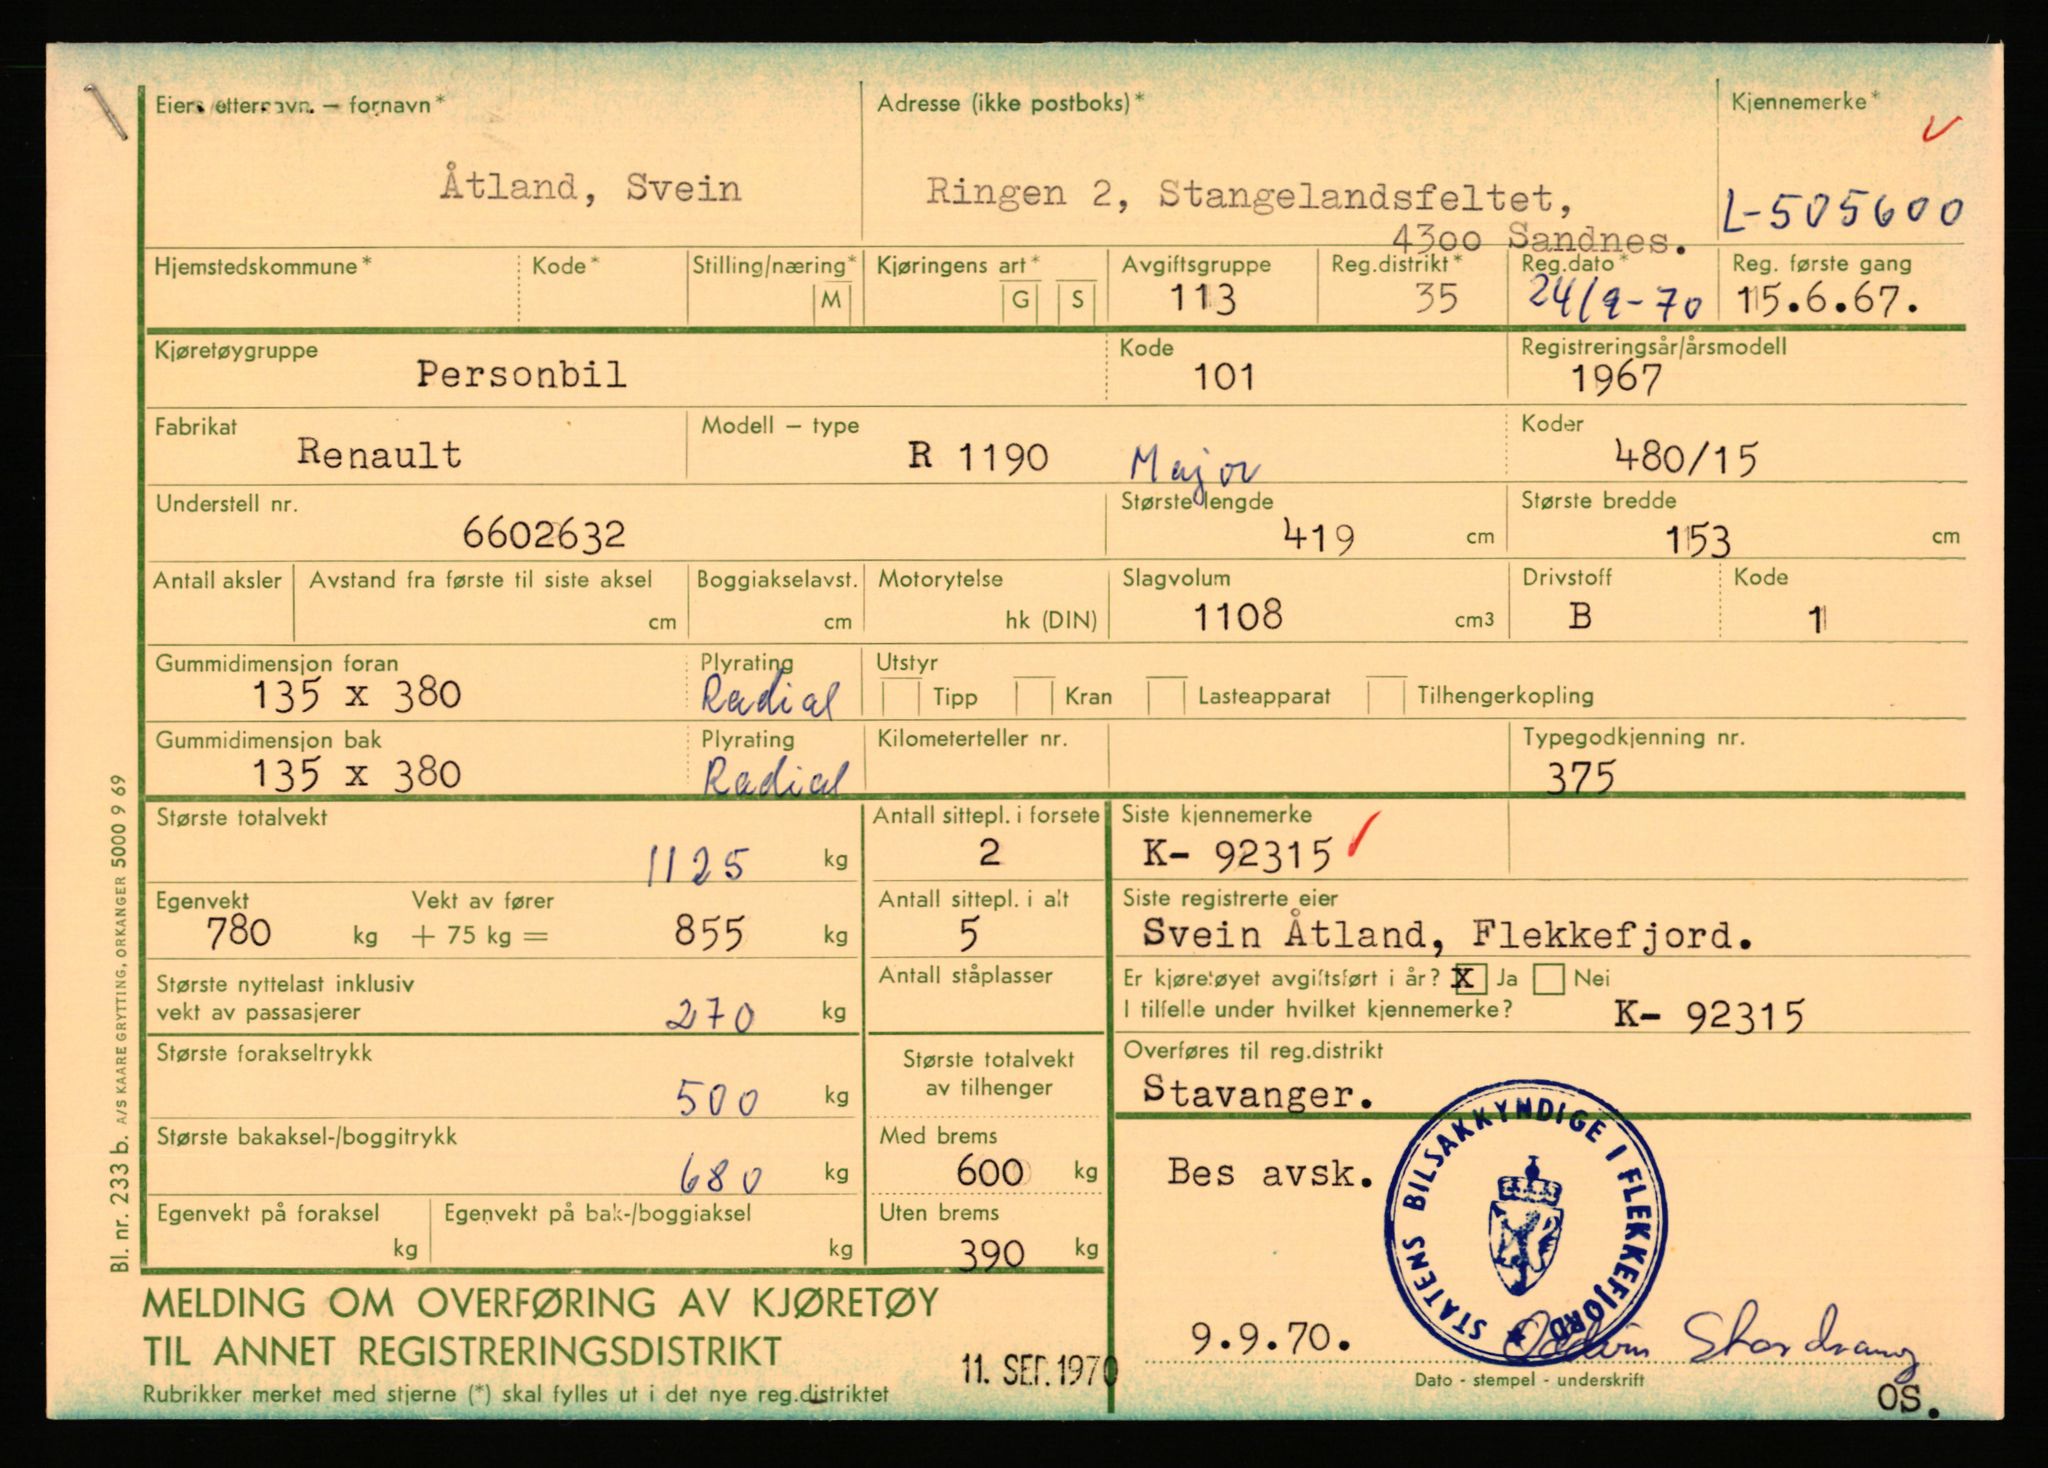 Eiers etternavn. – fornavn*
Adresse (ikke postboks)*
Kjennemerke*
Åtland, Svein
Ringen 2, Stangelandsfeltet,
4300 Sandnes.
L-505600
Hjemstedskommune*
Kode*
Stilling/næring*
M
Kjøringens art*
G
S
Avgiftsgruppe
113
Reg.distrikt*
35
Reg.dato*
24/9-70
Reg. første gang
15.6.67.
Kjøretøygruppe
Personbil
Kode
101
Registreringsår/årsmodell
1967
Fabrikat
Renault
Modell – type
R 1190 Major
Koder
480/15
Understell nr.
6602632
Største lengde
419 cm
Største bredde
153 cm
Antall aksler
Avstand fra første til siste aksel
cm
Boggiakselavst.
cm
Motorytelse
hk (DIN)
Slagvolum
1108 cm3
Drivstoff
B
Kode
1
Gummidimensjon foran
135 x 380
Plyrating
Radial
Utstyr
Tipp
Kran
Lasteapparat
Tilhengerkopling
Gummidimensjon bak
135 x 380
Plyrating
Radial
Kilometerteller nr.
Typegodkjenning nr.
375
Største totalvekt
1125 kg
Antall sittepl. i forsete
2
Siste kjennemerke
K- 92315
Egenvekt
780 kg
Vekt av fører
+ 75 kg =
855 kg
Antall sittepl. i alt
5
Siste registrerte eier
Svein Åtland, Flekkefjord.
Største nyttelast inklusiv
vekt av passasjerer
270 kg
Antall ståplasser
Er kjøretøyet avgiftsført i år? X Ja Nei
I tilfelle under hvilket kjennemerke?
K- 92315
Største forakseltrykk
500 kg
Største totalvekt
av tilhenger
Overføres til reg.distrikt
Stavanger.
Største bakaksel-/boggitrykk
680 kg
Med brems
600 kg
Bes avsk.
Egenvekt på foraksel
kg
Egenvekt på bak-/boggiaksel
kg
Uten brems
390 kg
STATENS BILSAKKYNDIGE I FLEKKEFJORD
MELDING OM OVERFØRING AV KJØRETØY
TIL ANNET REGISTRERINGSDISTRIKT
Rubrikker merket med stjerne (*) skal fylles ut i det nye reg.distriktet
11. SEP. 1970
9.9.70.
Oddvin Skordrang
Dato - stempel - underskrift
OS.
Bl. nr. 233 b. A/S KAARE GRYTTING, ORKANGER 5000 9 69